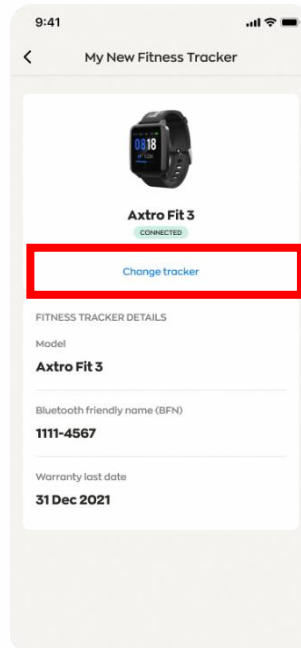 9:41
My New Fitness Tracker
0818
Axtro Fit 3
CONNECTED
Change tracker
FITNESS TRACKER DETAILS
Model
Axtro Fit 3
Bluetooth friendly name (BFN)
1111-4567
Warranty last date
31 Dec 2021